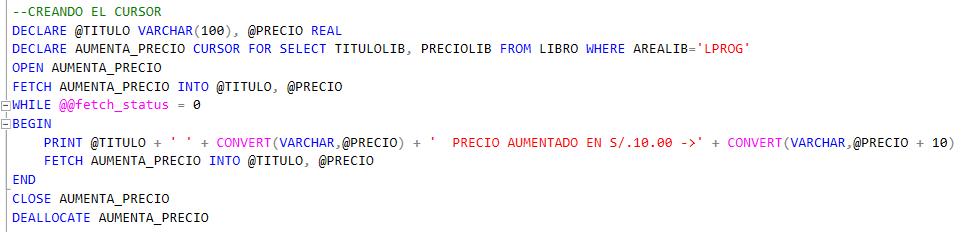 --CREANDO EL CURSOR
DECLARE @TITULO VARCHAR(100), @PRECIO REAL
DECLARE AUMENTA_PRECIO CURSOR FOR SELECT TITULOLIB, PRECIOLIB FROM LIBRO WHERE AREALIB='LPROG'
OPEN AUMENTA_PRECIO
FETCH AUMENTA_PRECIO INTO @TITULO, @PRECIO
WHILE @@fetch_status = 0
BEGIN
    PRINT @TITULO + ' ' + CONVERT(VARCHAR,@PRECIO) + '  PRECIO AUMENTADO EN S/.10.00 ->' + CONVERT(VARCHAR,@PRECIO + 10)
    FETCH AUMENTA_PRECIO INTO @TITULO, @PRECIO
END
CLOSE AUMENTA_PRECIO
DEALLOCATE AUMENTA_PRECIO